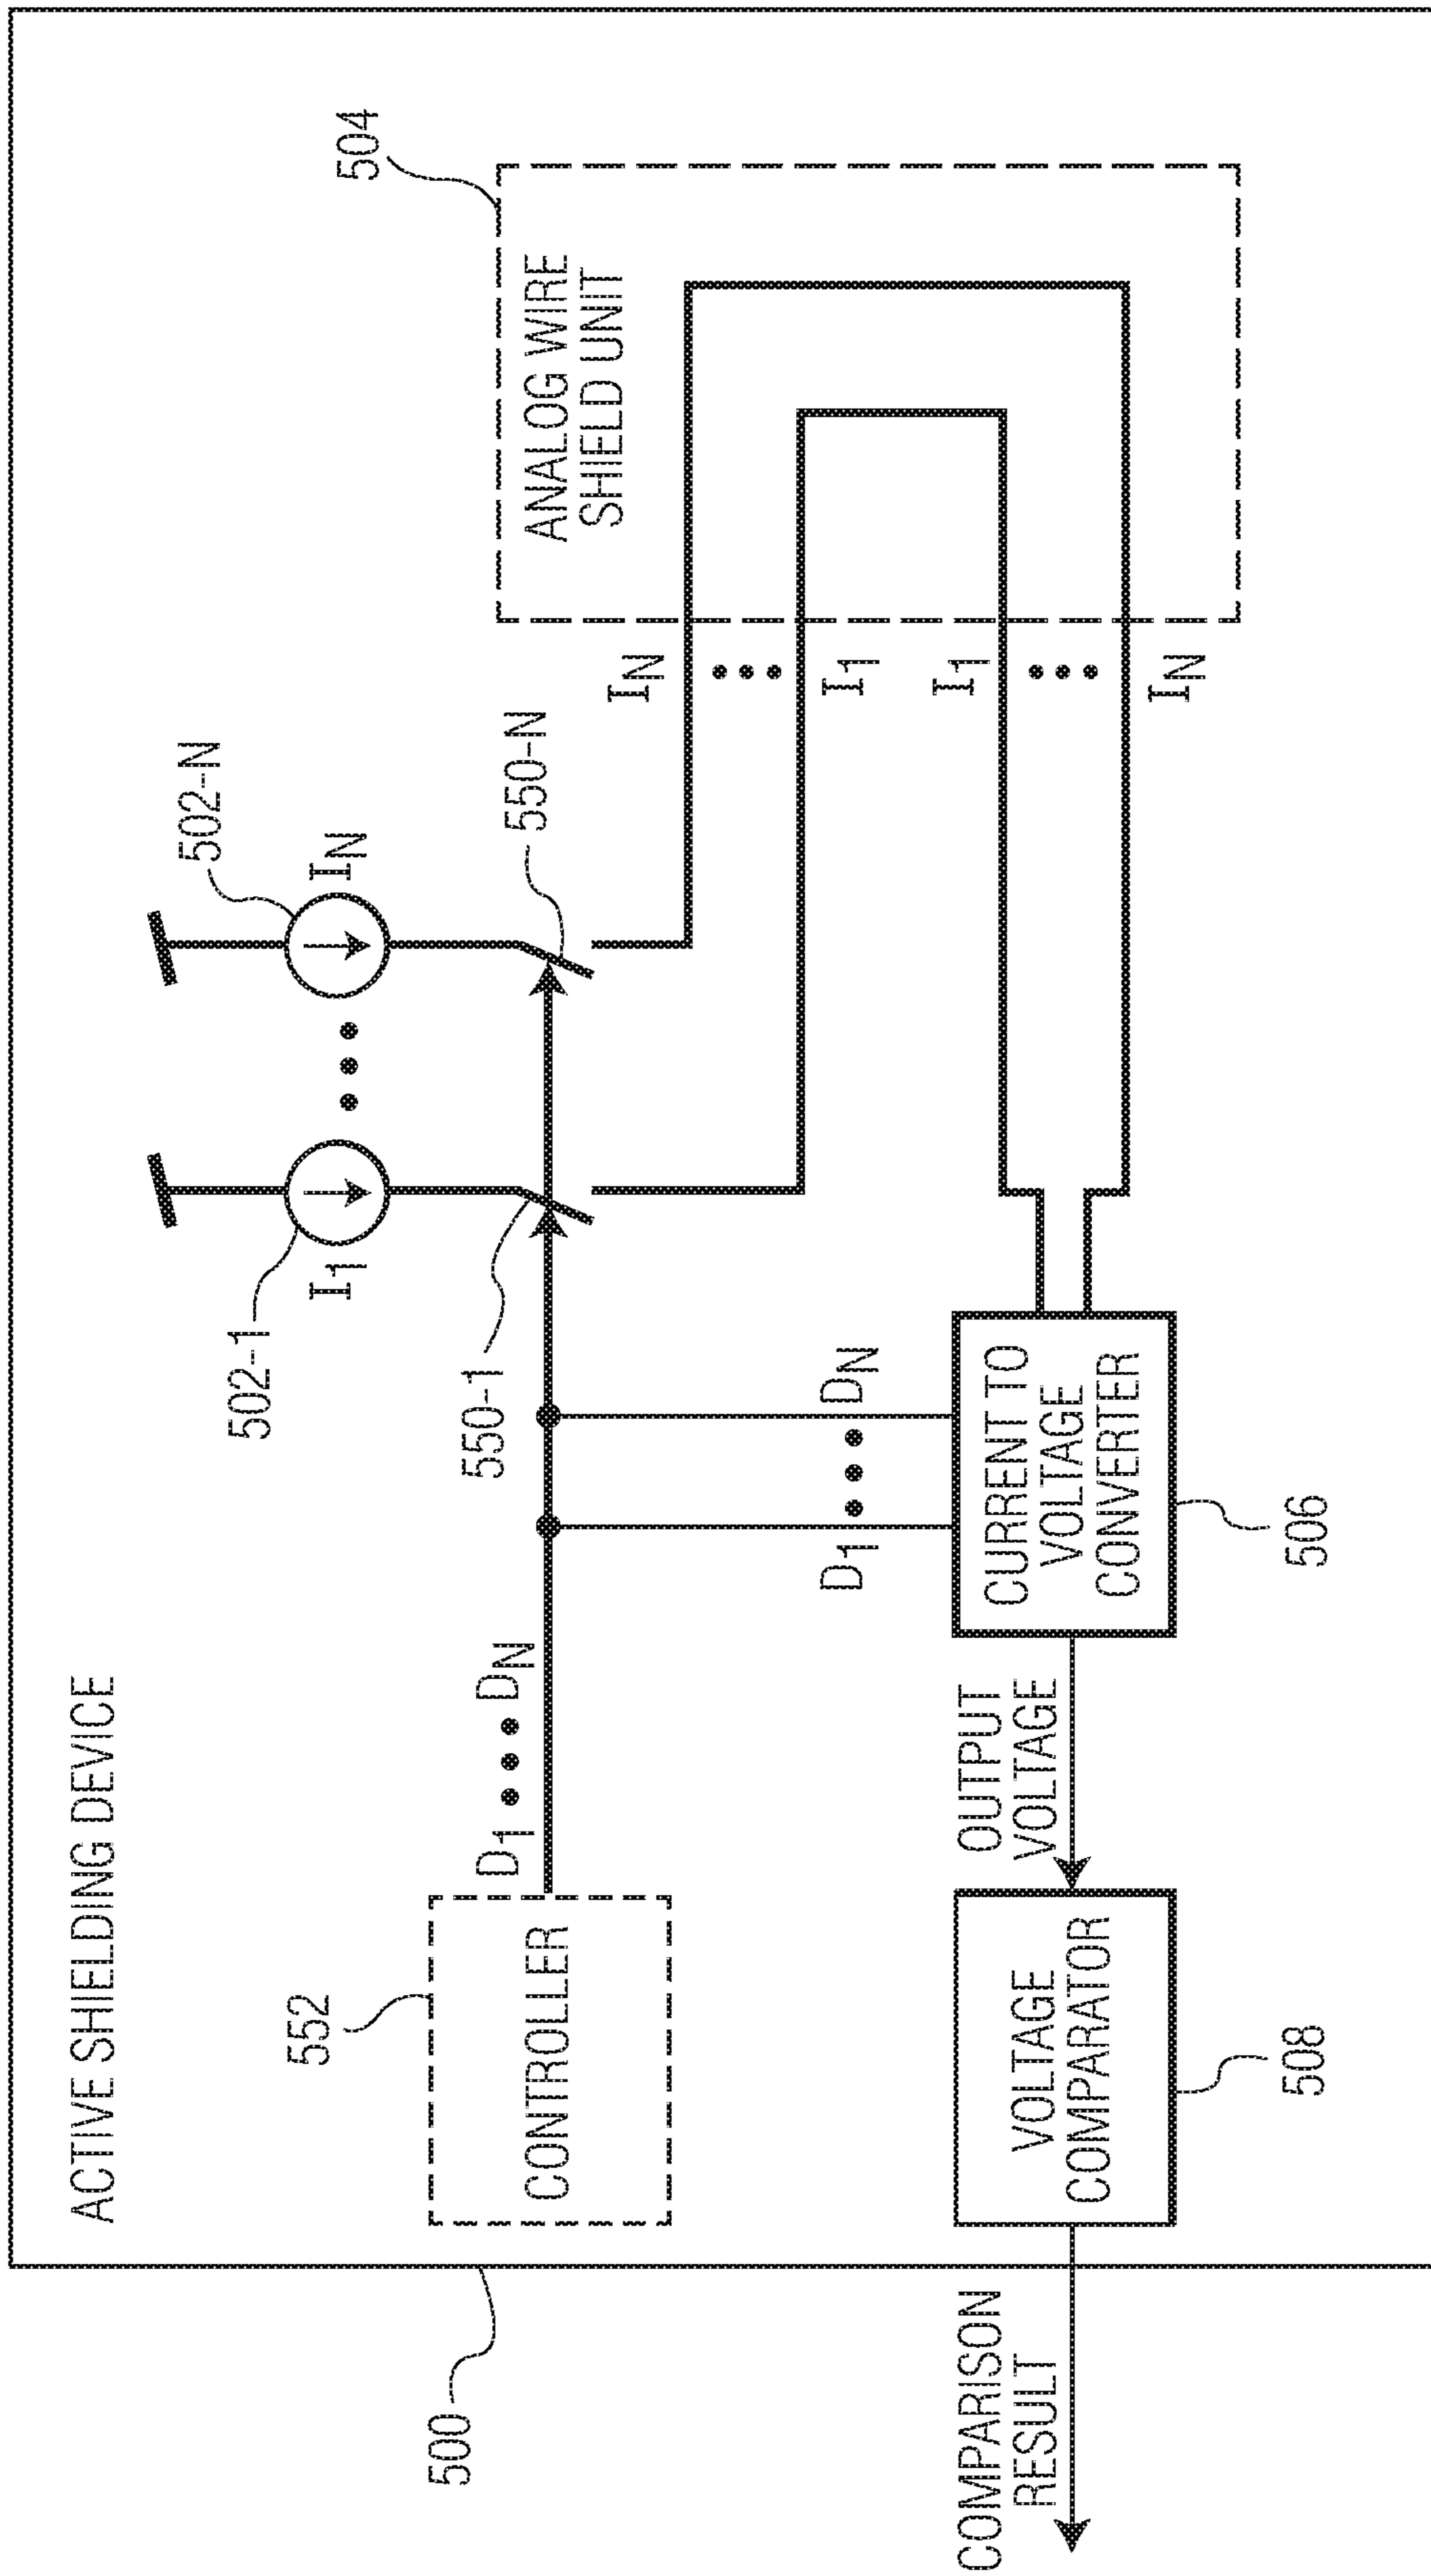 ACTIVE SHIELDING DEVICE
500
502-1
I1
502-N
IN
504
552
CONTROLLER
D1 ••• DN
550-1
550-N
ANALOG WIRE
SHIELD UNIT
IN
•••
I1
I1
•••
IN
D1 ••• DN
CURRENT TO
VOLTAGE
CONVERTER
506
OUTPUT
VOLTAGE
VOLTAGE
COMPARATOR
508
COMPARISON
RESULT